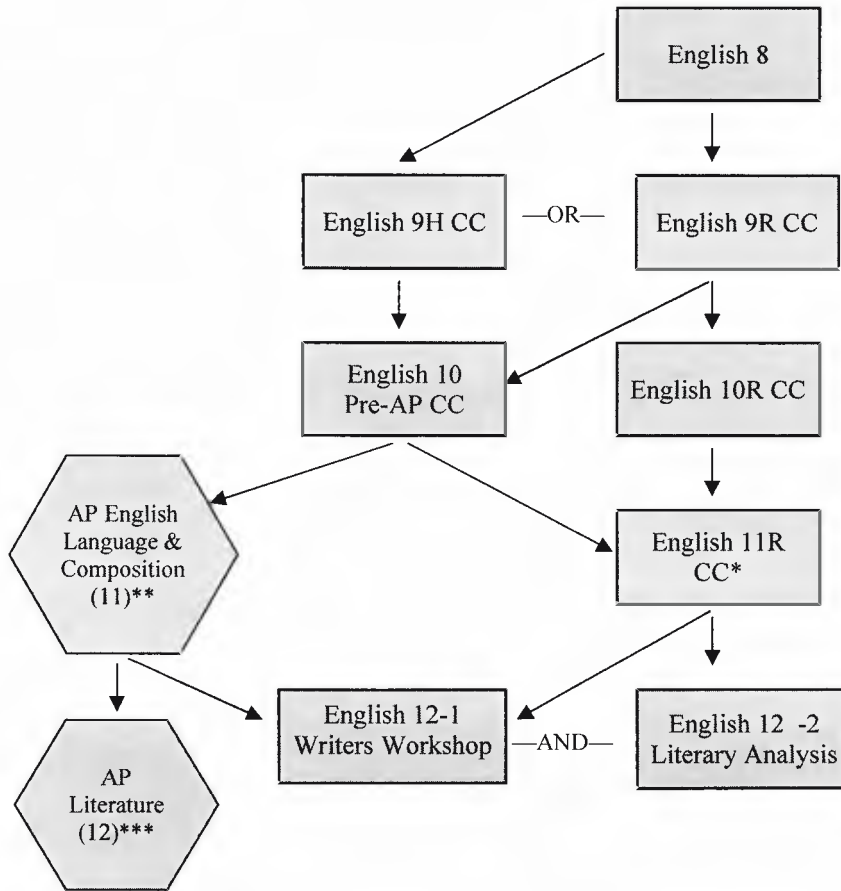 English 8
English 9H CC
—OR—
English 9R CC
English 10
Pre-AP CC
English 10R CC
AP English
Language &
Composition
(11)**
English 11R
CC*
English 12-1
Writers Workshop
—AND—
English 12 -2
Literary Analysis
AP
Literature
(12)***